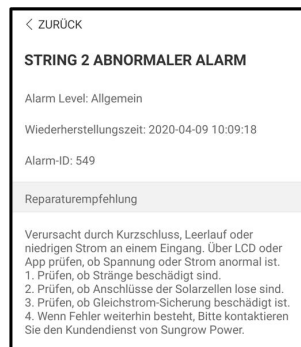 < ZURÜCK
STRING 2 ABNORMALER ALARM
Alarm Level: Allgemein
Wiederherstellungszeit: 2020-04-09 10:09:18
Alarm-ID: 549
Reparaturempfehlung
Verursacht durch Kurzschluss, Leerlauf oder
niedrigen Strom an einem Eingang. Über LCD oder
App prüfen, ob Spannung oder Strom anormal ist.
1. Prüfen, ob Stränge beschädigt sind.
2. Prüfen, ob Anschlüsse der Solarzellen lose sind.
3. Prüfen, ob Gleichstrom-Sicherung beschädigt ist.
4. Wenn Fehler weiterhin besteht, Bitte kontaktieren
Sie den Kundendienst von Sungrow Power.